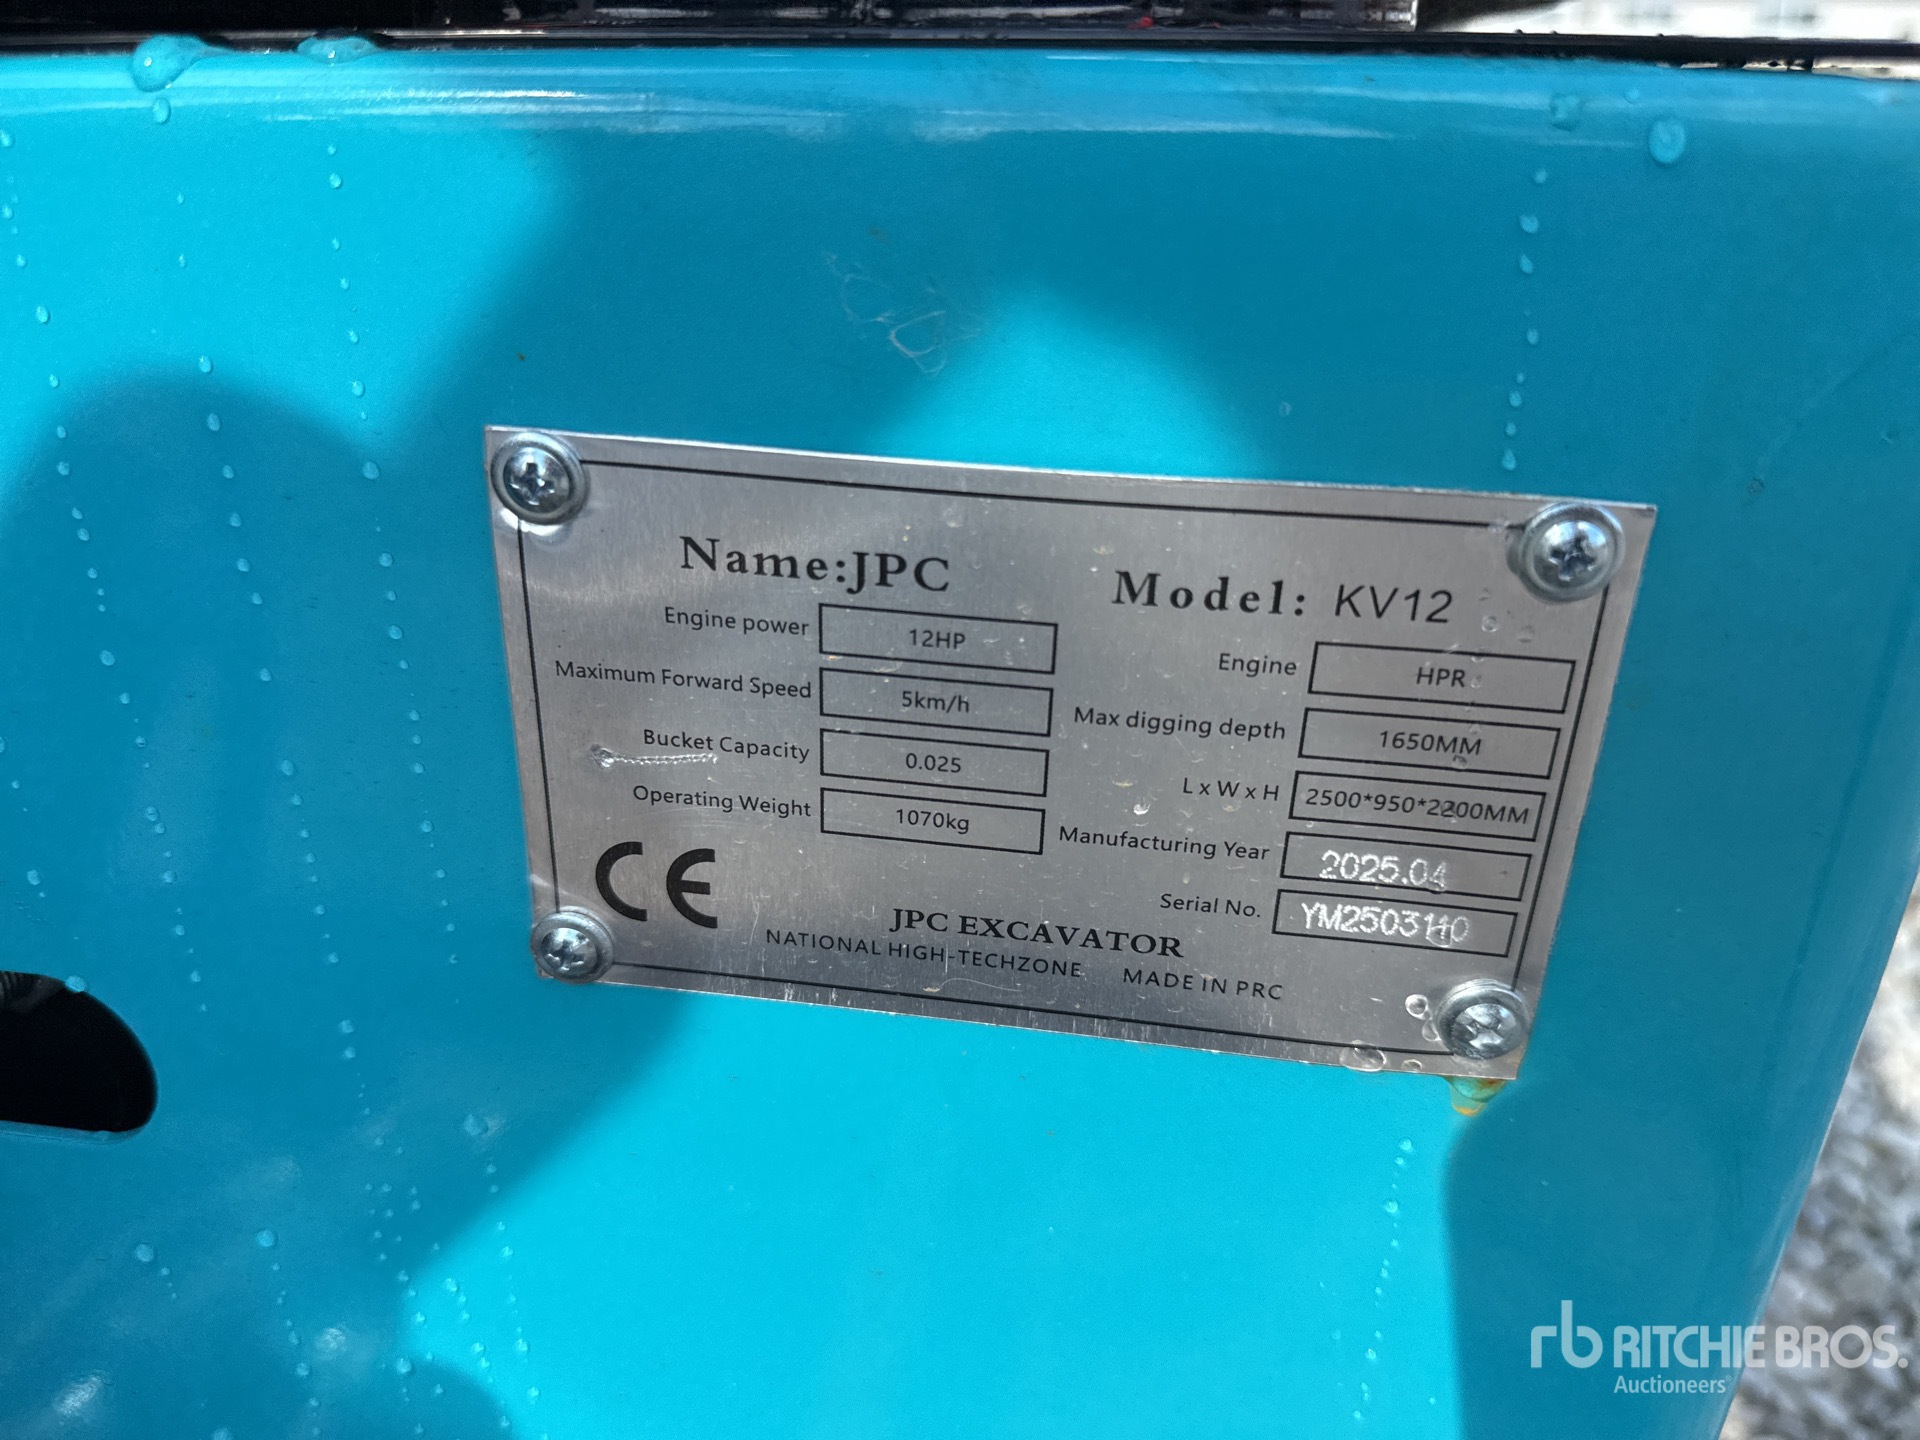 Name:JPC
Model: KV12
Engine power 12HP
Engine HPR
Maximum Forward Speed 5km/h
Max digging depth 1650MM
Bucket Capacity 0.025
L x W x H 2500*950*2200MM
Operating Weight 1070kg
Manufacturing Year 2025.04
Serial No. YM2503110
CE
JPC EXCAVATOR
NATIONAL HIGH-TECHZONE MADE IN PRC
rb RITCHIE BROS.
Auctioneers